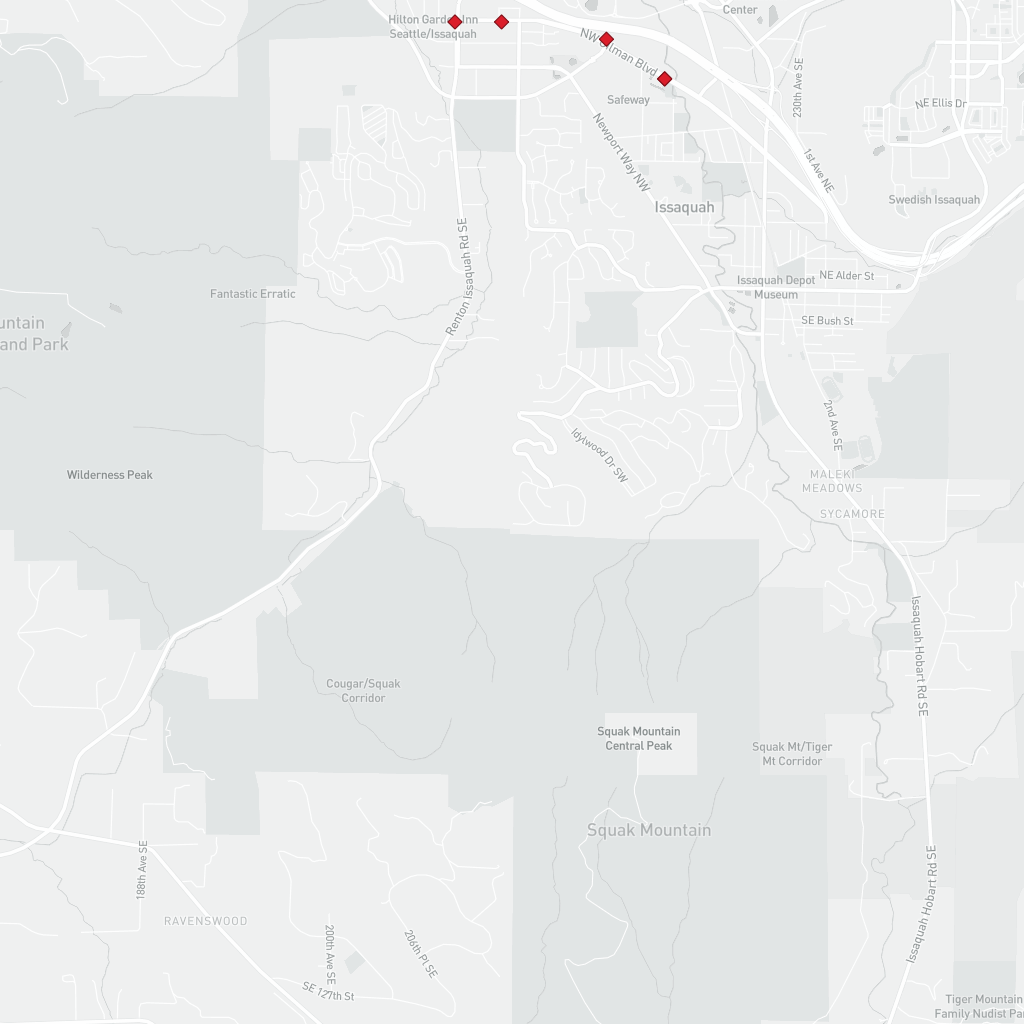 Center
Hilton Garden Inn
Seattle/Issaquah
NW Gilman Blvd
230th Ave SE
Safeway
NE Ellis Dr
Newport Way NW
1st Ave NE
Swedish Issaquah
Issaquah
Renton Issaquah Rd SE
NE Alder St
Issaquah Depot
Museum
Fantastic Erratic
SE Bush St
untain
and Park
2nd Ave SE
Idylwood Dr SW
Wilderness Peak
MALEKI
MEADOWS
SYCAMORE
Issaquah Hobart Rd SE
Cougar/Squak
Corridor
Squak Mountain
Central Peak
Squak Mt/Tiger
Mt Corridor
Squak Mountain
188th Ave SE
Issaquah Hobart Rd SE
RAVENSWOOD
200th Ave SE
206th Pl SE
SE 127th St
Tiger Mountain
Family Nudist Par